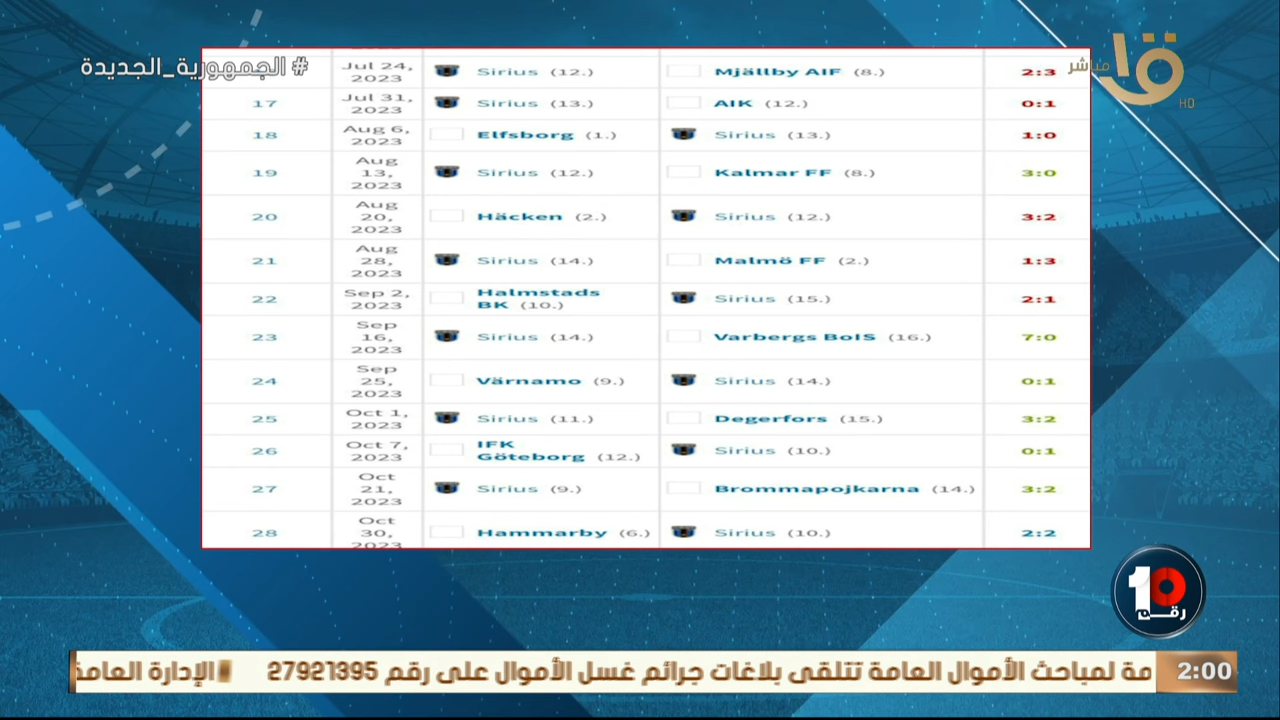 # الجمهورية_الجديدة
مباشر
HD
Jul 24, 2023 Sirius (12.) Mjällby AIF (8.) 2:3
17 Jul 31, 2023 Sirius (13.) AIK (12.) 0:1
18 Aug 6, 2023 Elfsborg (1.) Sirius (13.) 1:0
19 Aug 13, 2023 Sirius (12.) Kalmar FF (8.) 3:0
20 Aug 20, 2023 Häcken (2.) Sirius (12.) 3:2
21 Aug 28, 2023 Sirius (14.) Malmö FF (2.) 1:3
22 Sep 2, 2023 Halmstads BK (10.) Sirius (15.) 2:1
23 Sep 16, 2023 Sirius (14.) Varbergs BoIS (16.) 7:0
24 Sep 25, 2023 Värnamo (9.) Sirius (14.) 0:1
25 Oct 1, 2023 Sirius (11.) Degerfors (15.) 3:2
26 Oct 7, 2023 IFK Göteborg (12.) Sirius (10.) 0:1
27 Oct 21, 2023 Sirius (9.) Brommapojkarna (14.) 3:2
28 Oct 30, 2023 Hammarby (6.) Sirius (10.) 2:2
رقم 10
2:00 مة لمباحث الأموال العامة تتلقى بلاغات جرائم غسل الأموال على رقم 27921395 الإدارة العامة